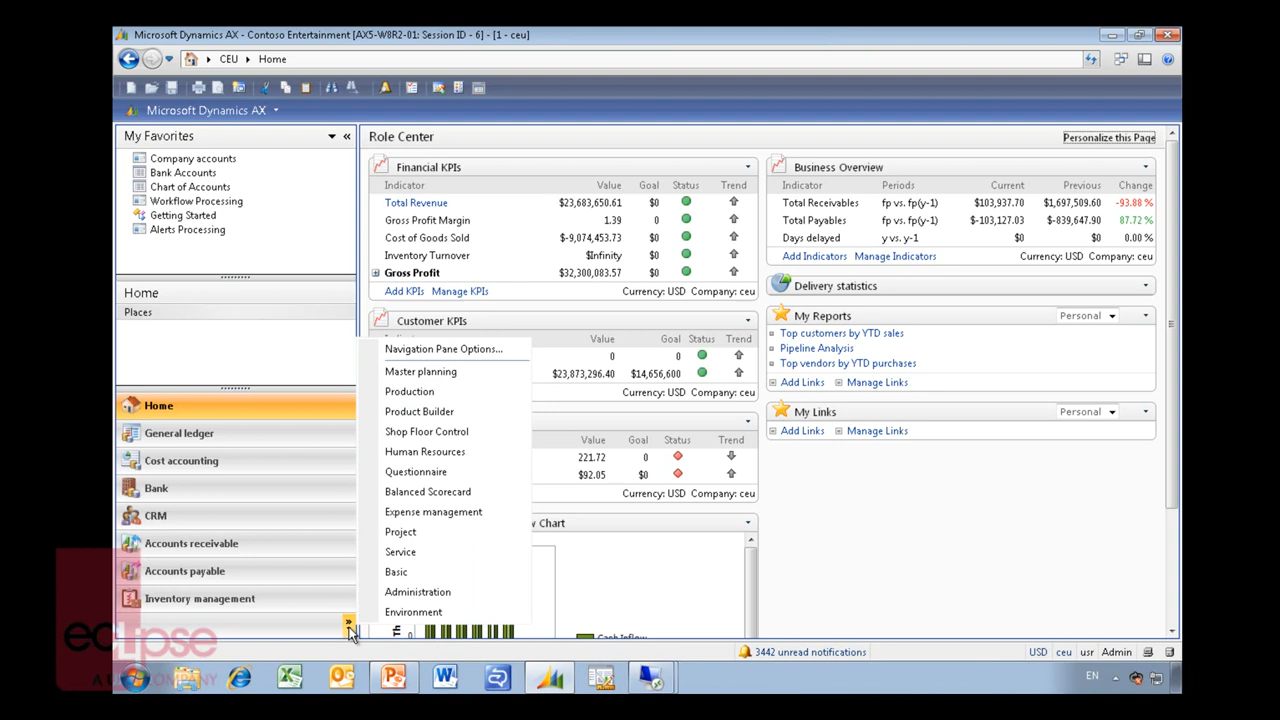 Microsoft Dynamics AX - Contoso Entertainment [AX5-W8R2-01: Session ID - 6] - [1 - ceu]
CEU ▸ Home
Microsoft Dynamics AX
My Favorites
Company accounts
Bank Accounts
Chart of Accounts
Workflow Processing
Getting Started
Alerts Processing
Home
Places
Home
General ledger
Cost accounting
Bank
CRM
Accounts receivable
Accounts payable
Inventory management
Navigation Pane Options...
Master planning
Production
Product Builder
Shop Floor Control
Human Resources
Questionnaire
Balanced Scorecard
Expense management
Project
Service
Basic
Administration
Environment
Role Center
Personalize this Page
Financial KPIs
Indicator Value Goal Status Trend
Total Revenue $23,683,650.61 $0
Gross Profit Margin 1.39 0
Cost of Goods Sold $-9,074,453.73 $0
Inventory Turnover $Infinity $0
Gross Profit $32,300,083.57 $0
Add KPIs Manage KPIs Currency: USD Company: ceu
Customer KPIs
Value Goal Status Trend
0 0
$23,873,296.40 $14,656,600
Currency: USD Company: ceu
Value Goal Status Trend
221.72 0
$92.05 $0
Currency: USD Company: ceu
w Chart
Th
0
Cash Inflow
Business Overview
Indicator Periods Current Previous Change
Total Receivables fp vs. fp(y-1) $103,937.70 $1,697,509.60 -93.88 %
Total Payables fp vs. fp(y-1) $-103,127.03 $-839,647.90 87.72 %
Days delayed y vs. y-1 $0 $0 0.00 %
Add Indicators Manage Indicators Currency: USD Company: ceu
Delivery statistics
My Reports Personal
Top customers by YTD sales
Pipeline Analysis
Top vendors by YTD purchases
Add Links Manage Links
My Links Personal
Add Links Manage Links
3442 unread notifications USD ceu usr Admin
eclipse
EN